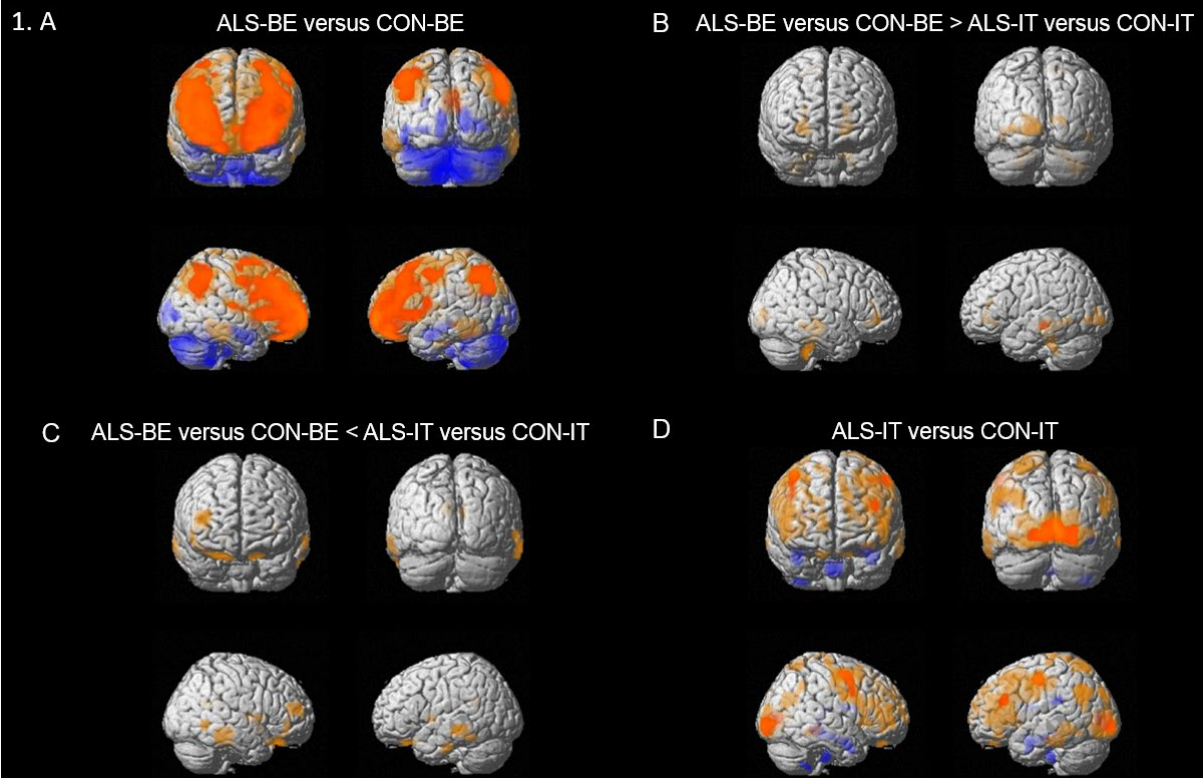 1. A
ALS-BE versus CON-BE
B
ALS-BE versus CON-BE > ALS-IT versus CON-IT
C
ALS-BE versus CON-BE < ALS-IT versus CON-IT
D
ALS-IT versus CON-IT